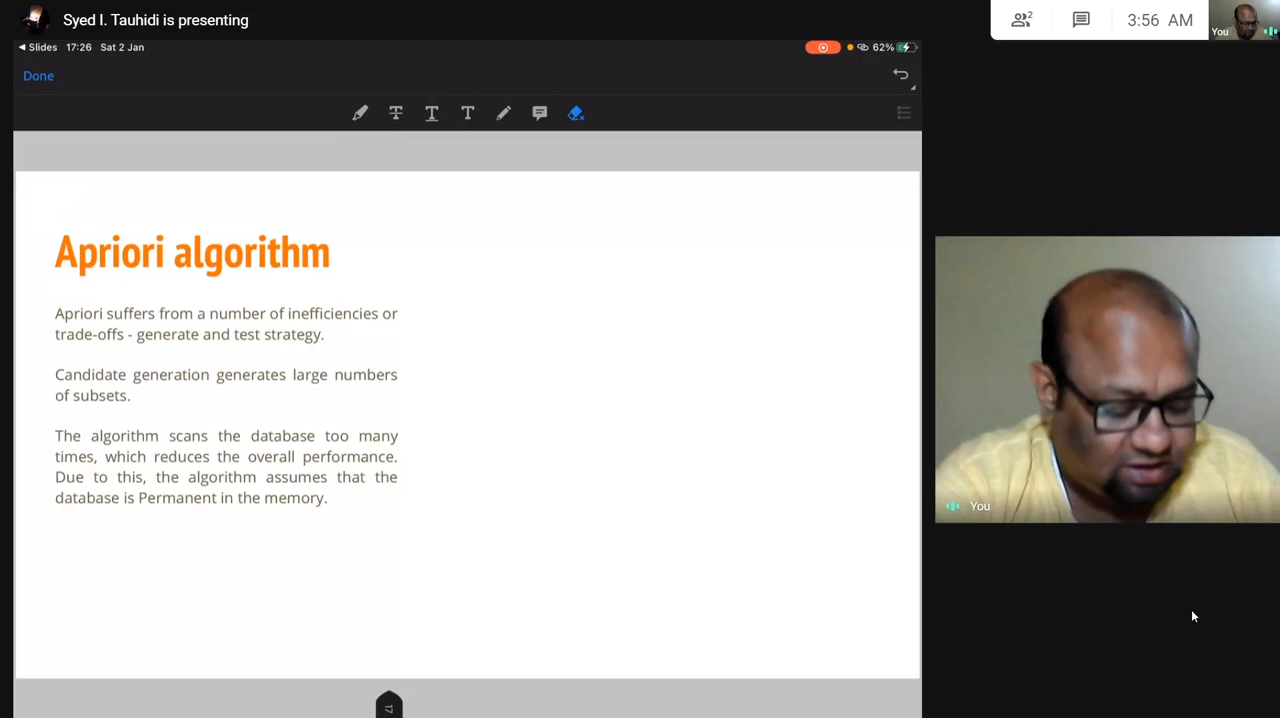 Syed I. Tauhidi is presenting
2
3:56 AM
You
Slides 17:26 Sat 2 Jan
62%
Done
T T T
Apriori algorithm
Apriori suffers from a number of inefficiencies or
trade-offs - generate and test strategy.
Candidate generation generates large numbers
of subsets.
The algorithm scans the database too many
times, which reduces the overall performance.
Due to this, the algorithm assumes that the
database is Permanent in the memory.
You
17